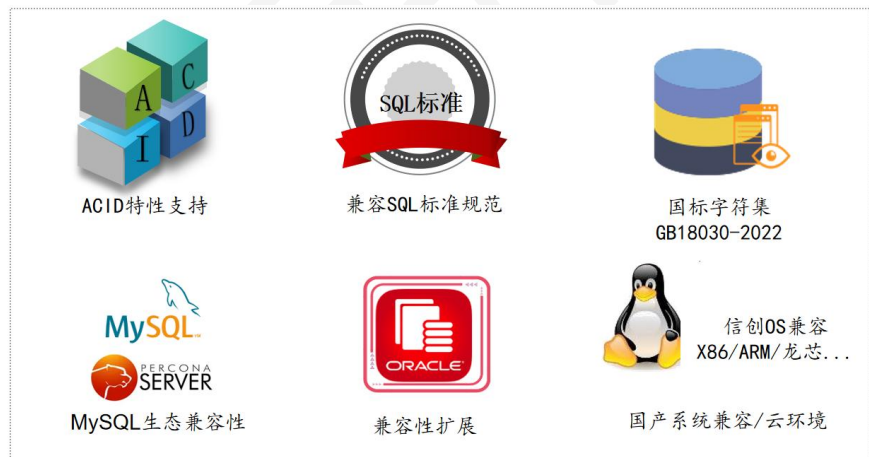 A
C
I
D
SQL标准
ACID特性支持
兼容SQL标准规范
国标字符集
GB18030-2022
MySQL
PERCONA
SERVER
MySQL生态兼容性
ORACLE
兼容性扩展
信创OS兼容
X86/ARM/龙芯...
国产系统兼容/云环境